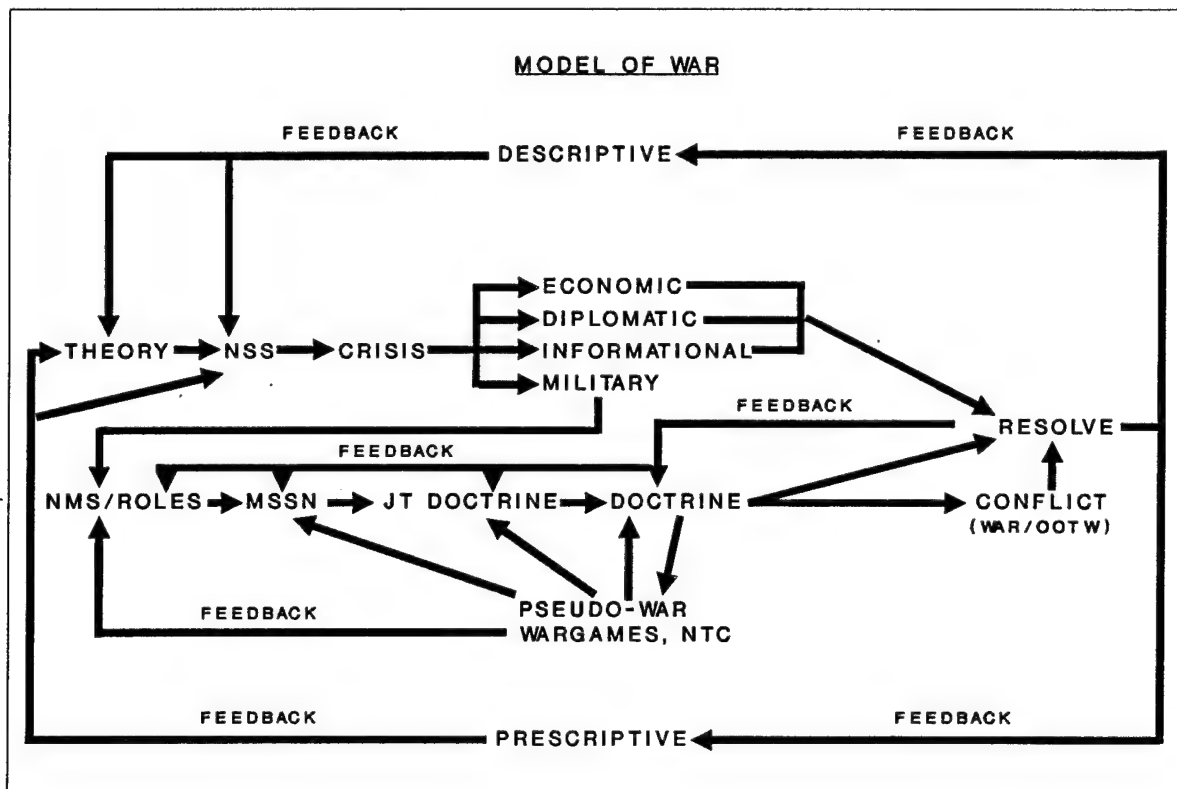 MODEL OF WAR
FEEDBACK
FEEDBACK
DESCRIPTIVE
ECONOMIC
DIPLOMATIC
THEORY
NSS
CRISIS
INFORMATIONAL
MILITARY
FEEDBACK
RESOLVE
FEEDBACK
NMS/ROLES
MSSN
JT DOCTRINE
DOCTRINE
CONFLICT
(WAR/OOTW)
PSEUDO-WAR
WARGAMES, NTC
FEEDBACK
FEEDBACK
FEEDBACK
PRESCRIPTIVE